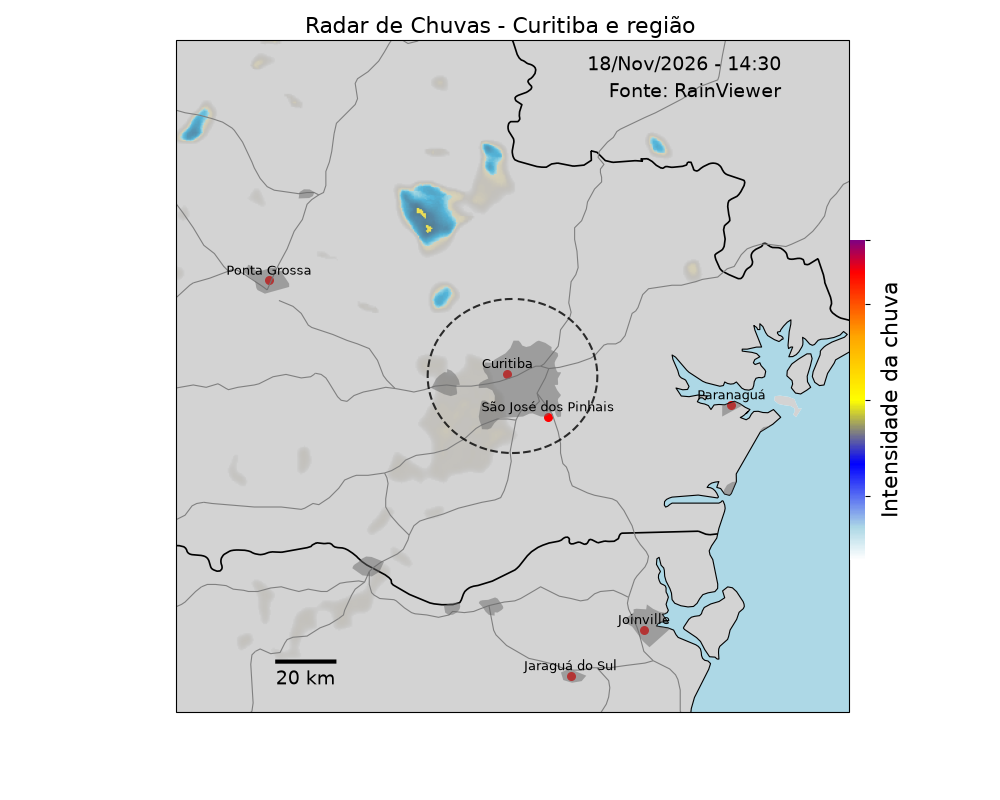 Radar de Chuvas - Curitiba e região
18/Nov/2026 - 14:30
Fonte: RainViewer
Ponta Grossa
Curitiba
São José dos Pinhais
Paranaguá
Intensidade da chuva
Joinville
Jaraguá do Sul
20 km